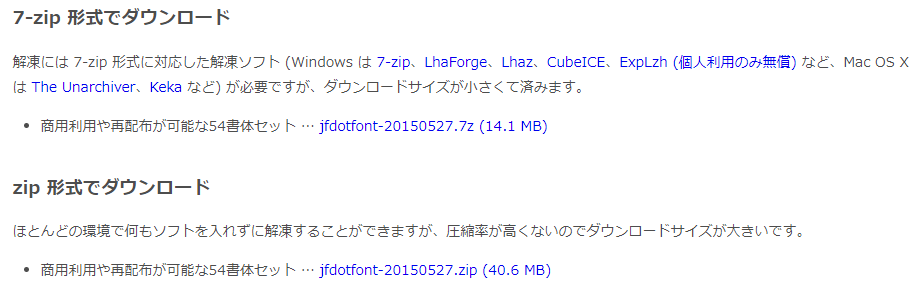 7-zip 形式でダウンロード
解凍には 7-zip 形式に対応した解凍ソフト (Windows は 7-zip、LhaForge、Lhaz、CubeICE、ExpLzh (個人利用のみ無償) など、Mac OS X
は The Unarchiver、Keka など) が必要ですが、ダウンロードサイズが小さくて済みます。
• 商用利用や再配布が可能な54書体セット … jfdotfont-20150527.7z (14.1 MB)
zip 形式でダウンロード
ほとんどの環境で何もソフトを入れずに解凍することができますが、圧縮率が高くないのでダウンロードサイズが大きいです。
• 商用利用や再配布が可能な54書体セット … jfdotfont-20150527.zip (40.6 MB)